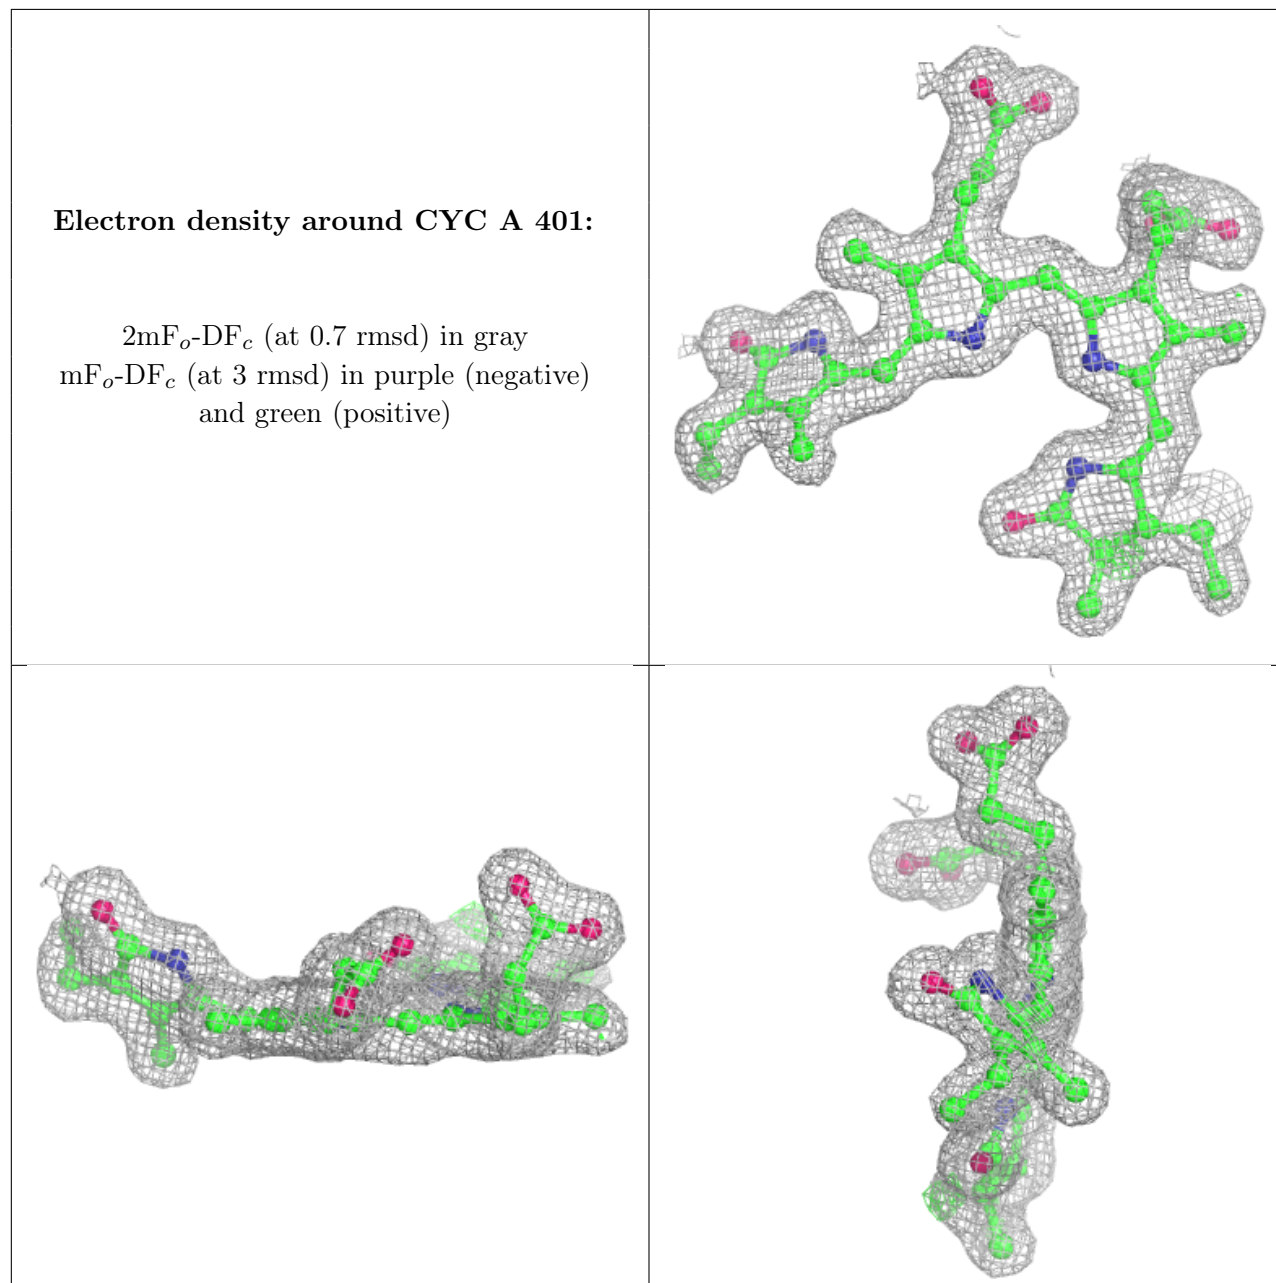 Electron density around CYC A 401:
2mFo-DFc (at 0.7 rmsd) in gray
mFo-DFc (at 3 rmsd) in purple (negative)
and green (positive)